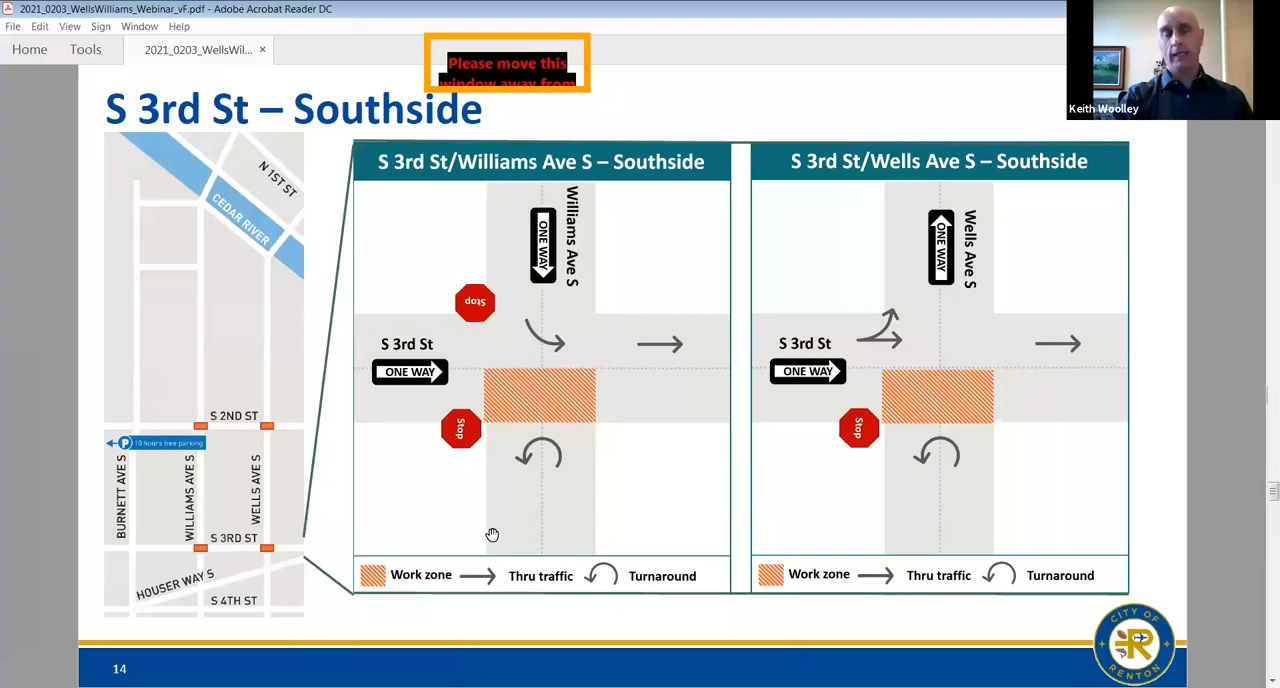 2021_0203_WellsWilliams_Webinar_vF.pdf - Adobe Acrobat Reader DC
File Edit View Sign Window Help
Home Tools 2021_0203_WellsWil... ×
Please move this
window away from
Keith Woolley
S 3rd St – Southside
N 1ST ST
CEDAR RIVER
S 2ND ST
P 10 hours free parking
BURNETT AVE S
WILLIAMS AVE S
WELLS AVE S
S 3RD ST
HOUSER WAY S
S 4TH ST
S 3rd St/Williams Ave S – Southside
ONE WAY
Williams Ave S
Stop
S 3rd St
ONE WAY
Stop
Work zone Thru traffic Turnaround
S 3rd St/Wells Ave S – Southside
ONE WAY
Wells Ave S
S 3rd St
ONE WAY
Stop
Work zone Thru traffic Turnaround
14
CITY OF
R
RENTON